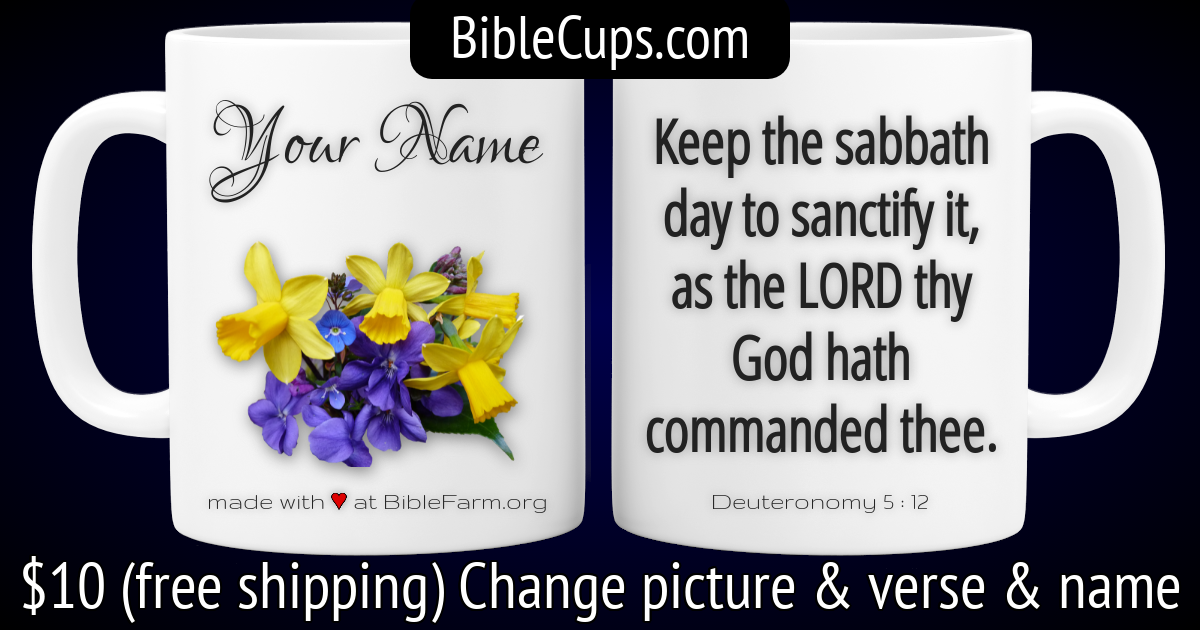 BibleCups.com
Your Name
made with ♥ at BibleFarm.org
Keep the sabbath
day to sanctify it,
as the LORD thy
God hath
commanded thee.
Deuteronomy 5 : 12
$10 (free shipping) Change picture & verse & name